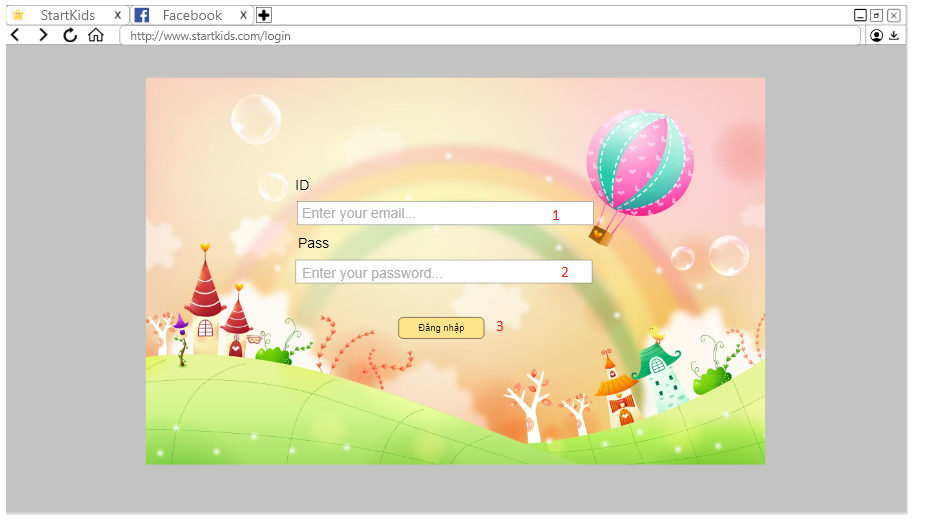 StartKids x Facebook x
http://www.startkids.com/login
ID
Enter your email... 1
Pass
Enter your password... 2
Đăng nhập 3